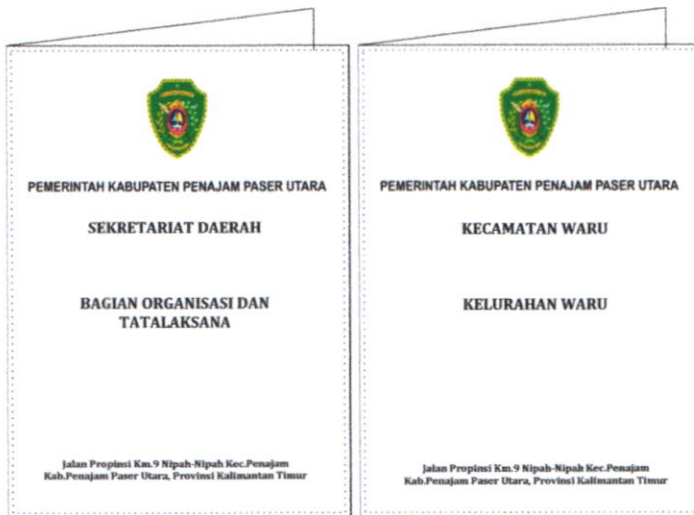 PEMERINTAH KABUPATEN PENAJAM PASER UTARA
SEKRETARIAT DAERAH
BAGIAN ORGANISASI DAN
TATALAKSANA
Jalan Propinsi Km.9 Nipah-Nipah Kec.Penajam
Kab.Penajam Paser Utara, Provinsi Kalimantan Timur
PEMERINTAH KABUPATEN PENAJAM PASER UTARA
KECAMATAN WARU
KELURAHAN WARU
Jalan Propinsi Km.9 Nipah-Nipah Kec.Penajam
Kab.Penajam Paser Utara, Provinsi Kalimantan Timur